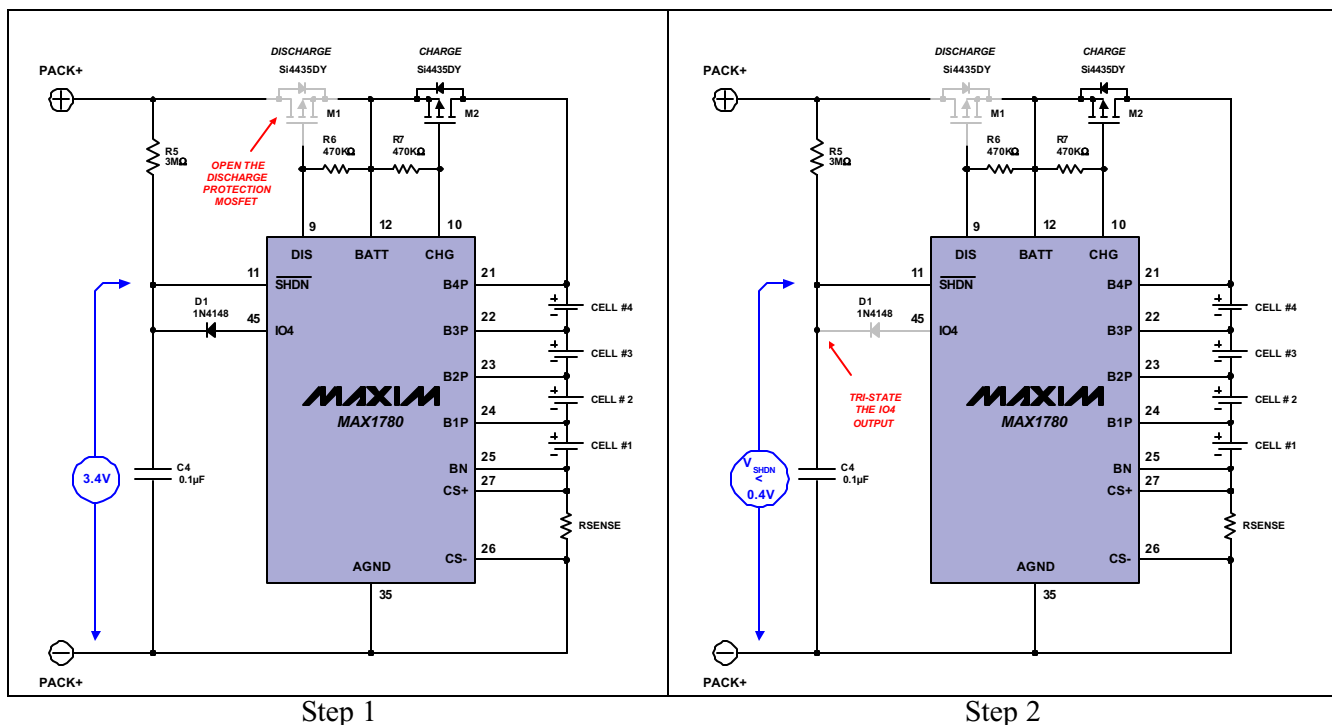 DISCHARGE
Si4435DY
CHARGE
Si4435DY
PACK+
M1
M2
R5
3MΩ
OPEN THE
DISCHARGE
PROTECTION
MOSFET
R6
470KΩ
R7
470KΩ
9
12
10
DIS
BATT
CHG
11
SHDN
D1
1N4148
45
IO4
B4P
21
CELL #4
B3P
22
CELL #3
B2P
23
CELL # 2
MAXIM
MAX1780
B1P
24
CELL #1
BN
25
CS+
27
3.4V
C4
0.1µF
RSENSE
CS-
26
AGND
35
PACK+
Step 1
DISCHARGE
Si4435DY
CHARGE
Si4435DY
PACK+
M1
M2
R5
3MΩ
R6
470KΩ
R7
470KΩ
9
12
10
DIS
BATT
CHG
11
SHDN
D1
1N4148
45
IO4
TRI-STATE
THE IO4
OUTPUT
B4P
21
CELL #4
B3P
22
CELL #3
B2P
23
CELL # 2
MAXIM
MAX1780
B1P
24
CELL #1
BN
25
CS+
27
V SHDN
<
0.4V
C4
0.1µF
RSENSE
CS-
26
AGND
35
PACK+
Step 2